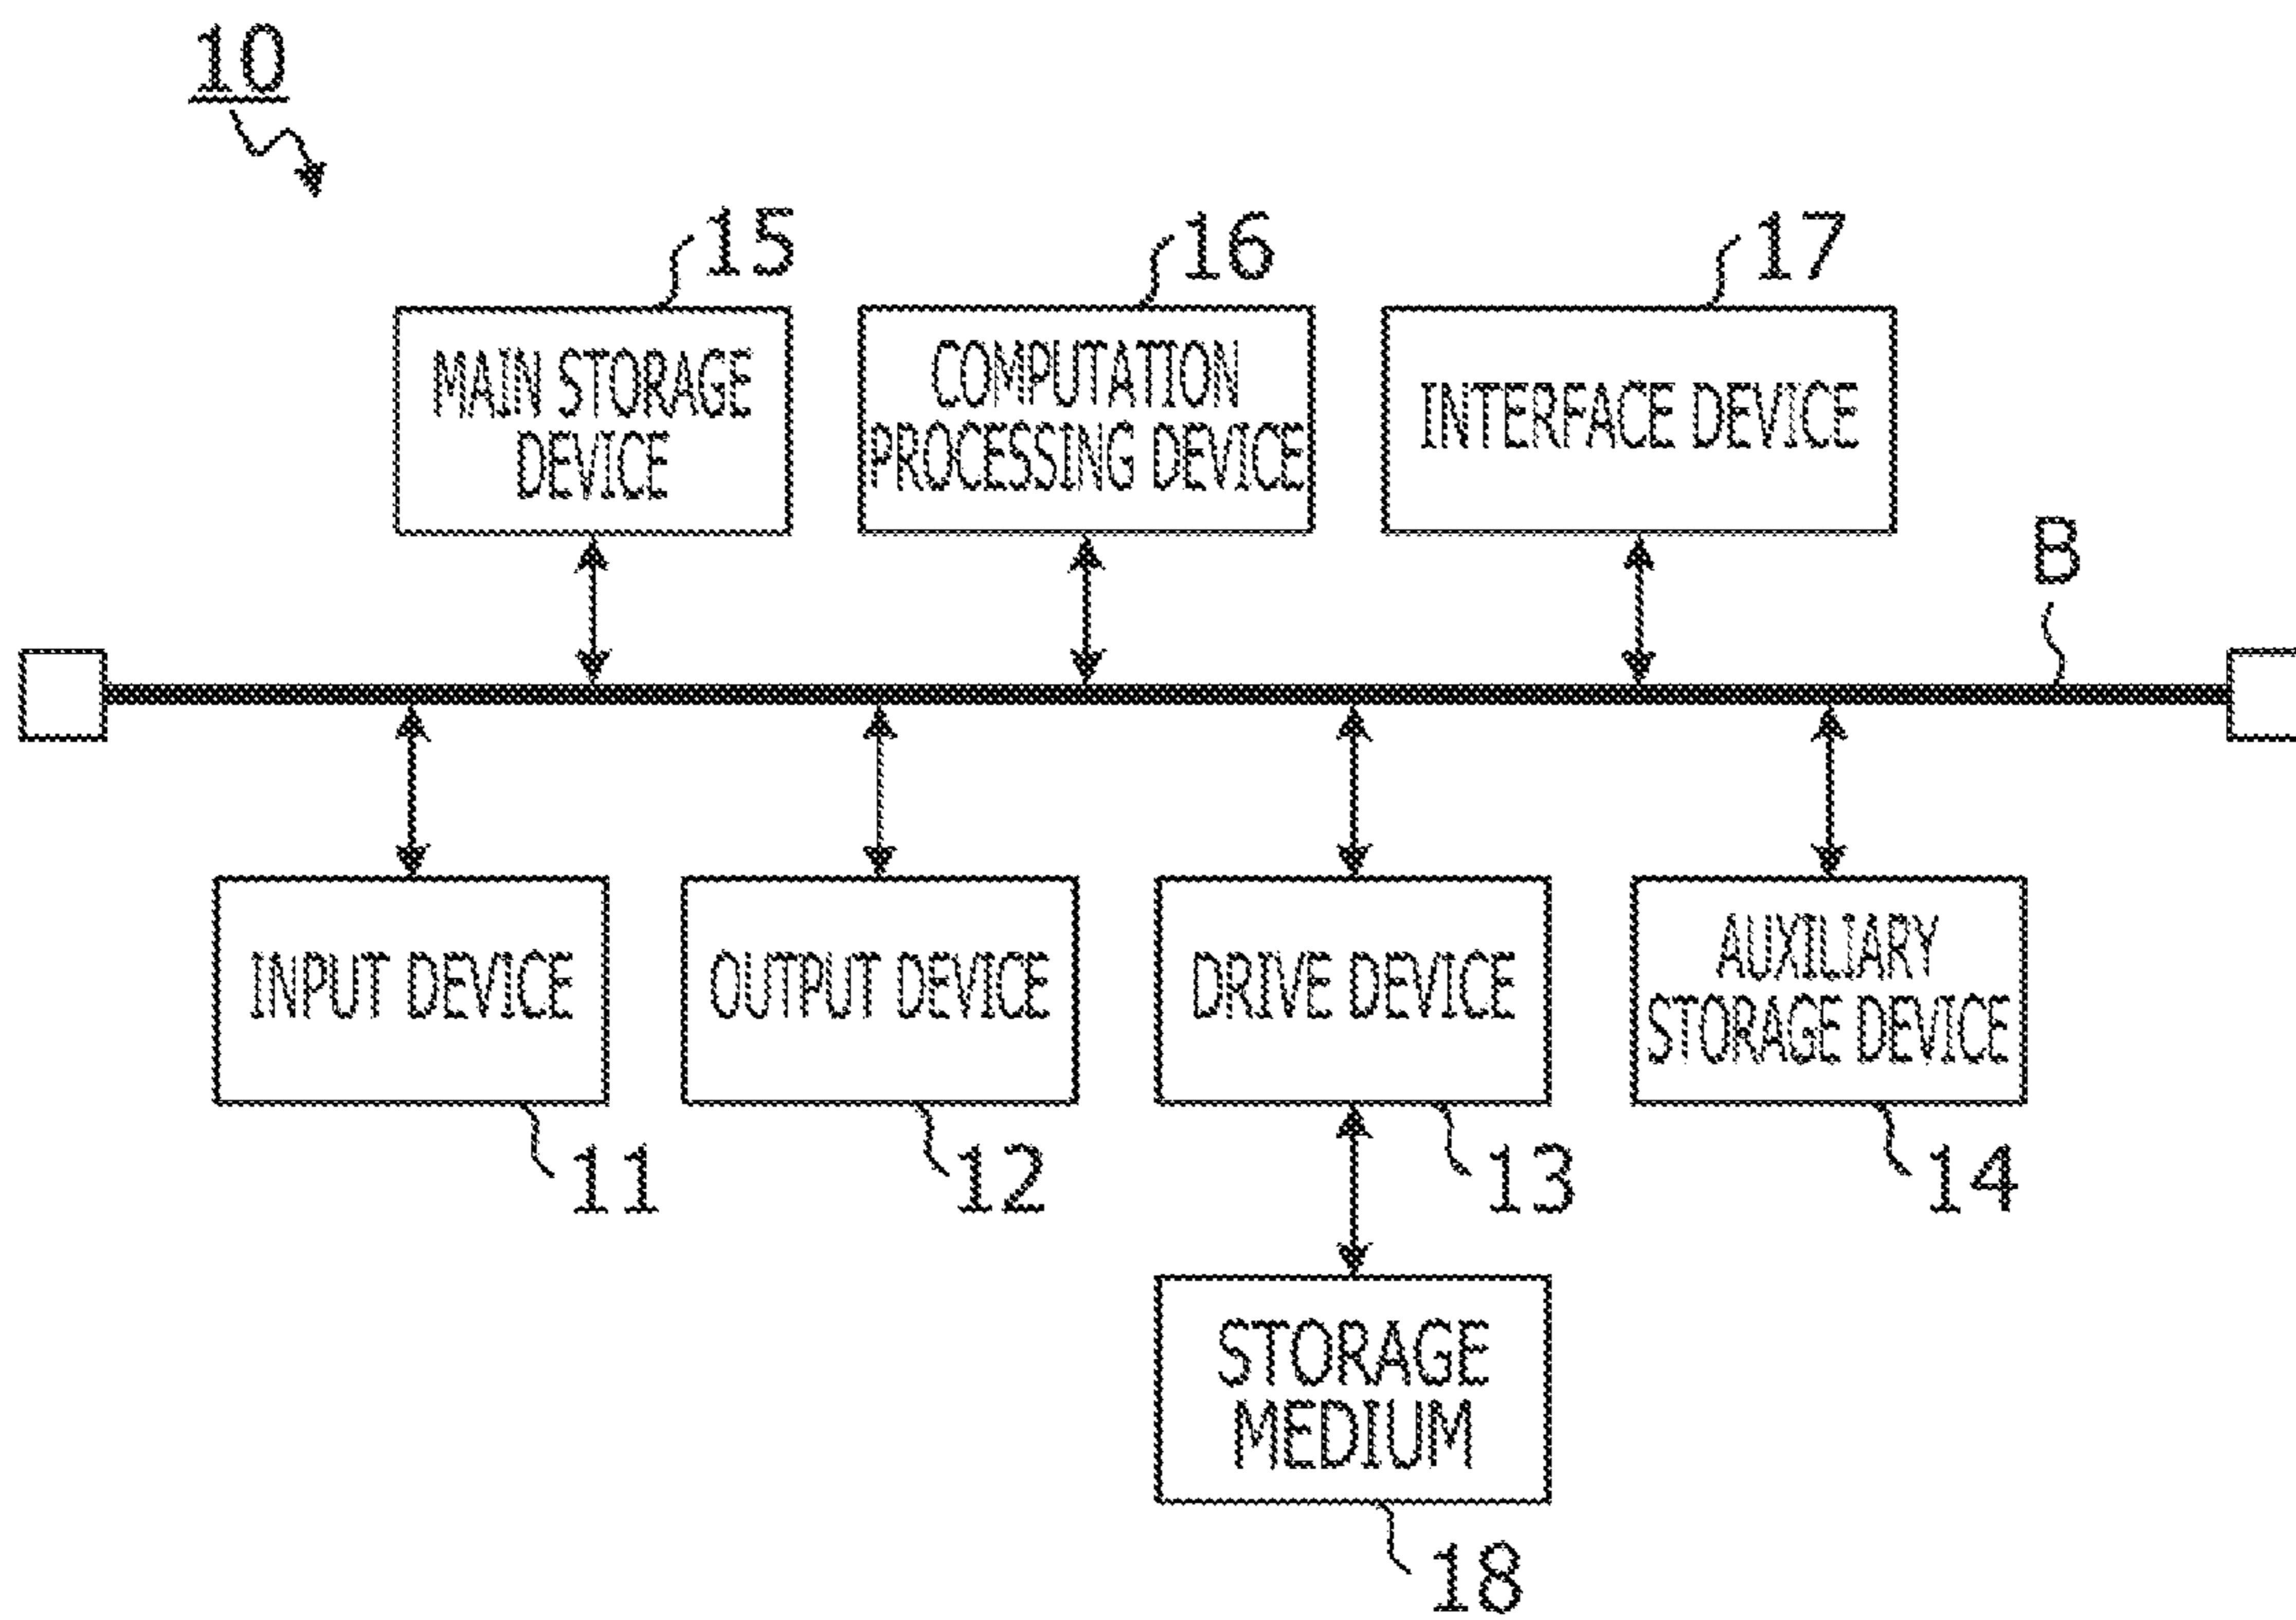 10
15
16
17
MAIN STORAGE
DEVICE
COMPUTATION
PROCESSING DEVICE
INTERFACE DEVICE
B
INPUT DEVICE
OUTPUT DEVICE
DRIVE DEVICE
AUXILIARY
STORAGE DEVICE
11
12
13
14
STORAGE
MEDIUM
18